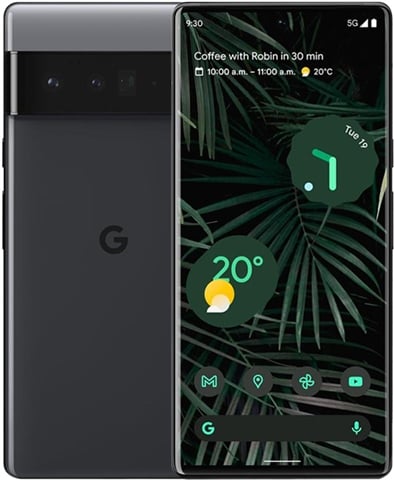 9:30
5G
Coffee with Robin in 30 min
10:00 a.m. – 11:00 a.m. 20°C
Tue 19
20°
G
G